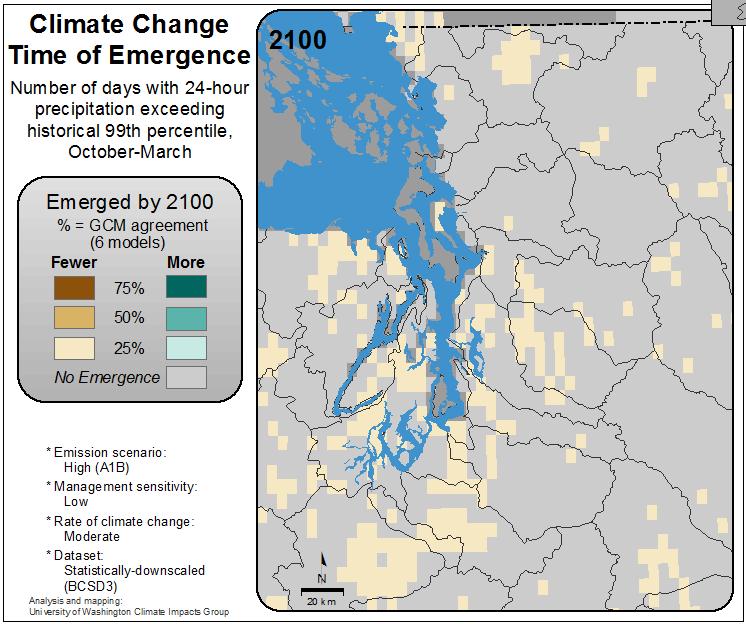 Climate Change
Time of Emergence
Number of days with 24-hour
precipitation exceeding
historical 99th percentile,
October-March
Emerged by 2100
% = GCM agreement
(6 models)
Fewer More
75%
50%
25%
No Emergence
* Emission scenario:
High (A1B)
* Management sensitivity:
Low
* Rate of climate change:
Moderate
* Dataset:
Statistically-downscaled
(BCSD3)
Analysis and mapping:
University of Washington Climate Impacts Group
2100
N
20 km